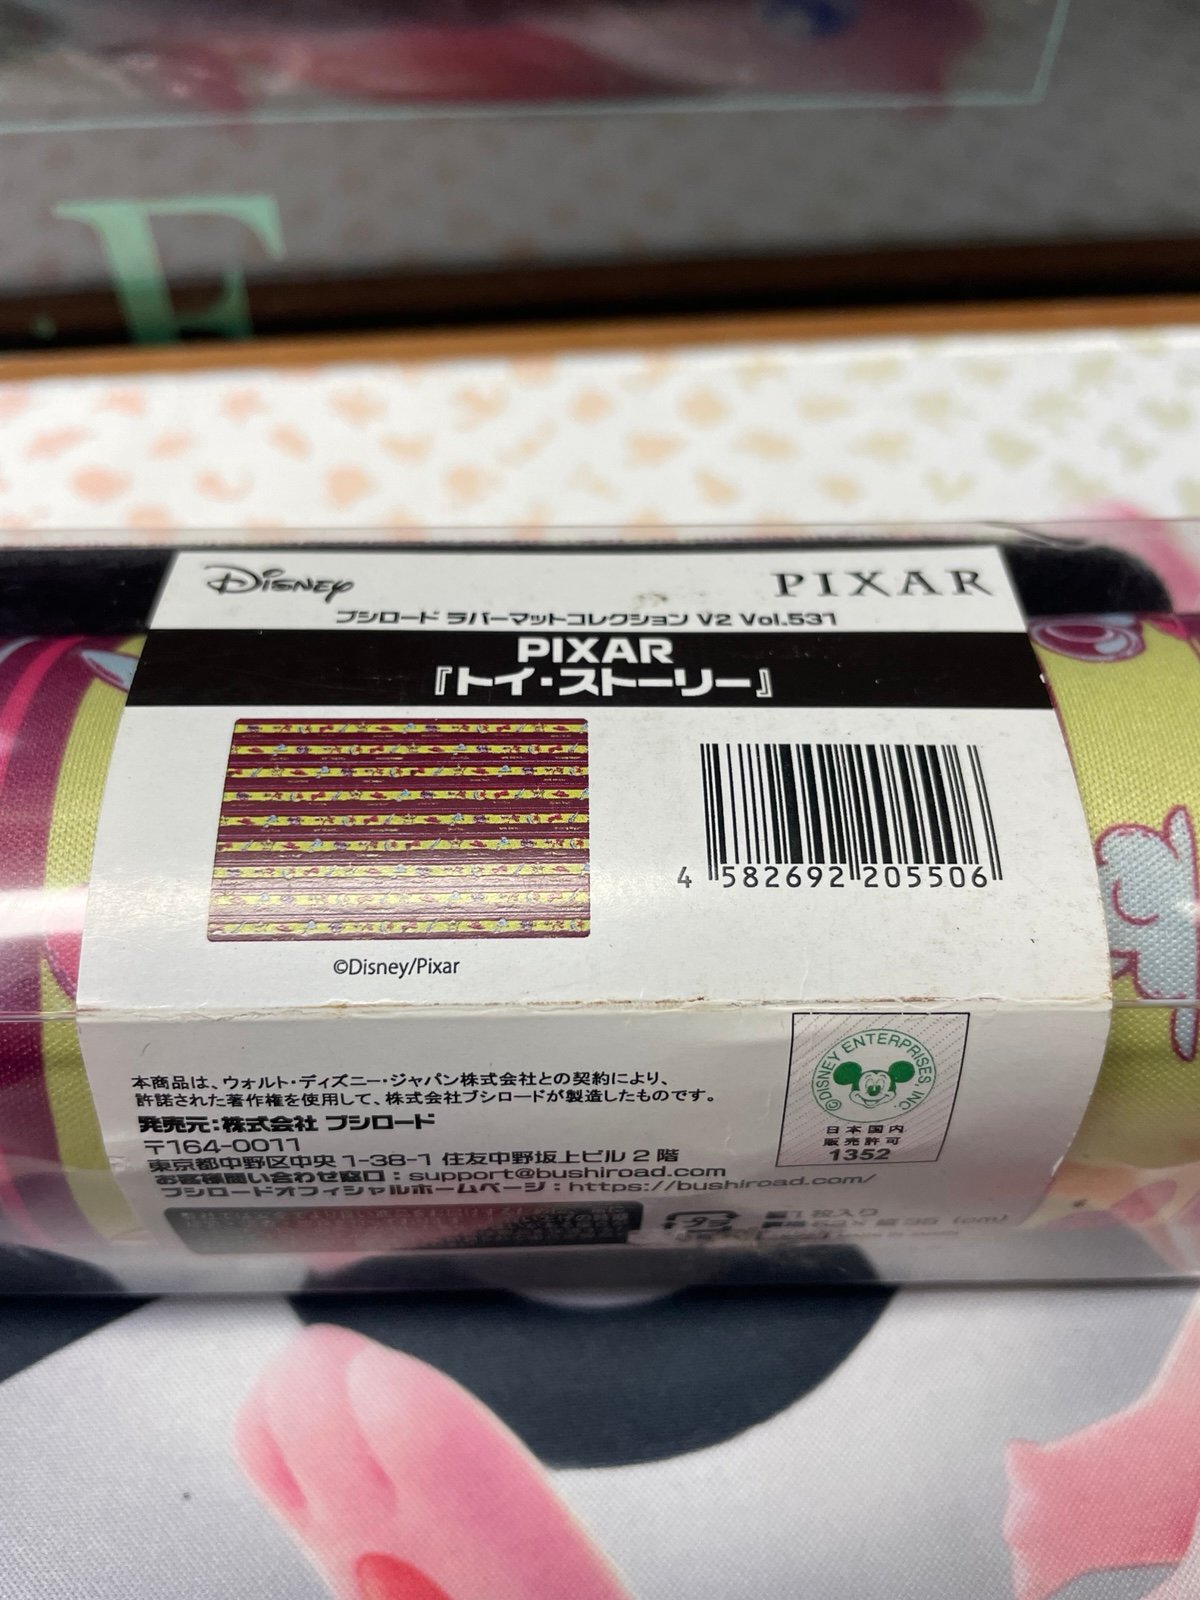 F
Disney
PIXAR
ブシロード ラバーマットコレクション V2 Vol.531
PIXAR
『トイ・ストーリー』
4 582692 205506
©Disney/Pixar
©DISNEY ENTERPRISES, INC.
日本国内
販売許可
1352
本商品は、ウォルト・ディズニー・ジャパン株式会社との契約により、
許諾された著作権を使用して、株式会社ブシロードが製造したものです。
発売元:株式会社 ブシロード
〒164-0011
東京都中野区中央 1-38-1 住友中野坂上ビル 2 階
お客様問い合わせ窓口:support@bushiroad.com
ブシロードオフィシャルホームページ:https://bushiroad.com/
1枚入り
(cm)